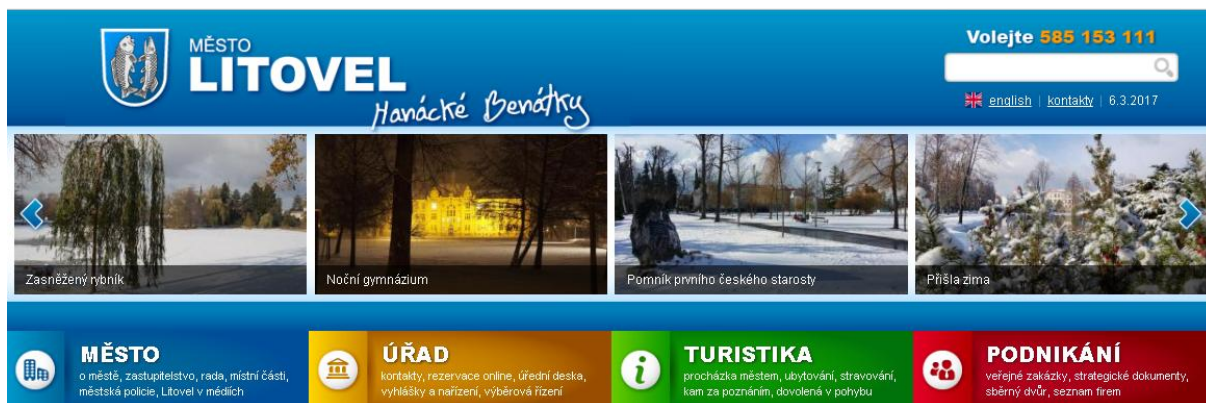 MĚSTO
LITOVEL
Hanácké Benátky
Volejte 585 153 111
english | kontakty | 6.3.2017
Zasněžený rybník
Noční gymnázium
Pomník prvního českého starosty
Přišla zima
MĚSTO
o městě, zastupitelstvo, rada, místní části,
městská policie, Litovel v médiích
ÚŘAD
kontakty, rezervace online, úřední deska,
vyhlášky a nařízení, výběrová řízení
TURISTIKA
procházka městem, ubytování, stravování,
kam za poznáním, dovolená v pohybu
PODNIKÁNÍ
veřejné zakázky, strategické dokumenty,
sběrný dvůr, seznam firem